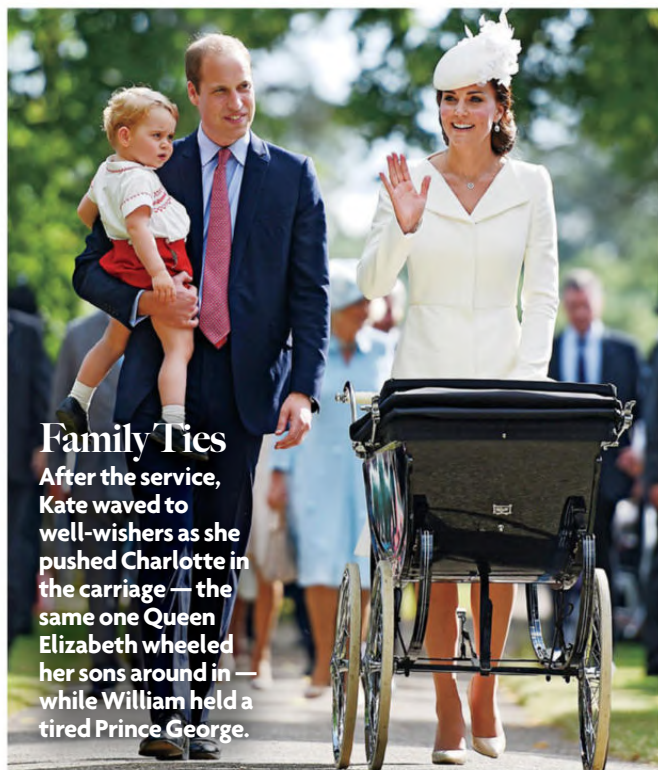 Family Ties
After the service,
Kate waved to
well-wishers as she
pushed Charlotte in
the carriage — the
same one Queen
Elizabeth wheeled
her sons around in —
while William held a
tired Prince George.